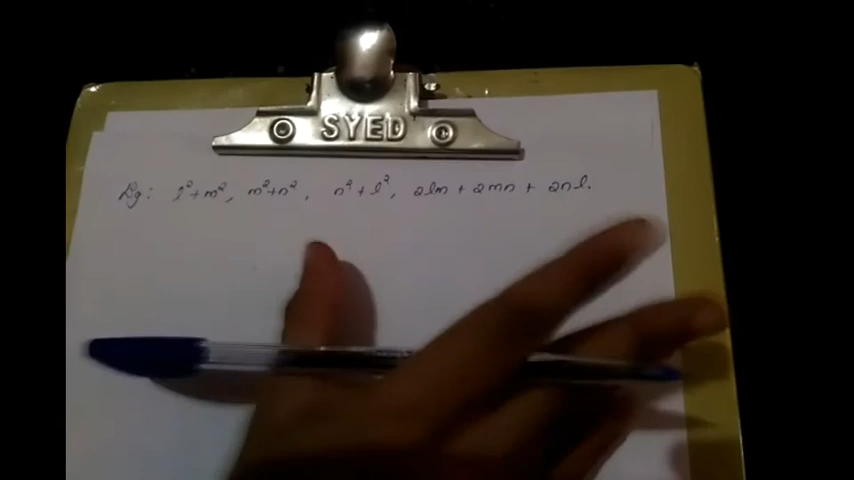 SYED
Eg: l²+m², m²+n², n²+l², 2lm + 2mn + 2nl.